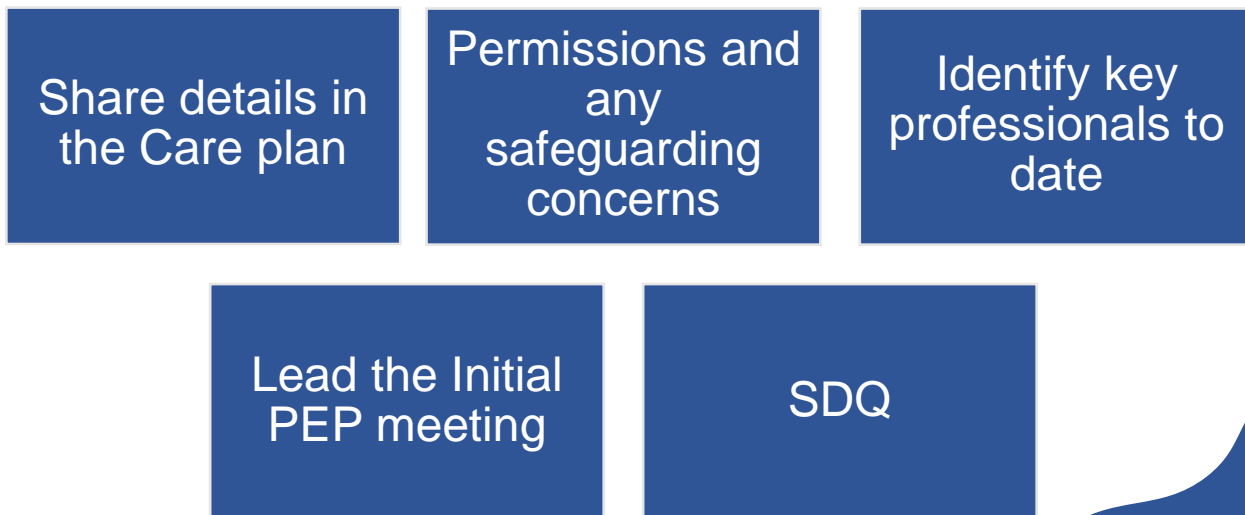 Share details in
the Care plan
Permissions and
any
safeguarding
concerns
Identify key
professionals to
date
Lead the Initial
PEP meeting
SDQ